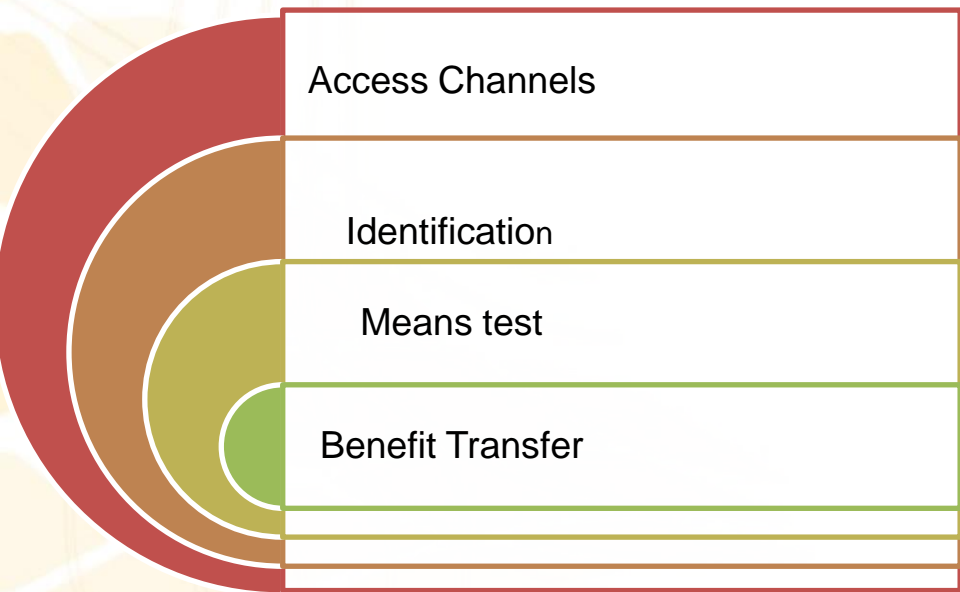 Access Channels
Identification
Means test
Benefit Transfer